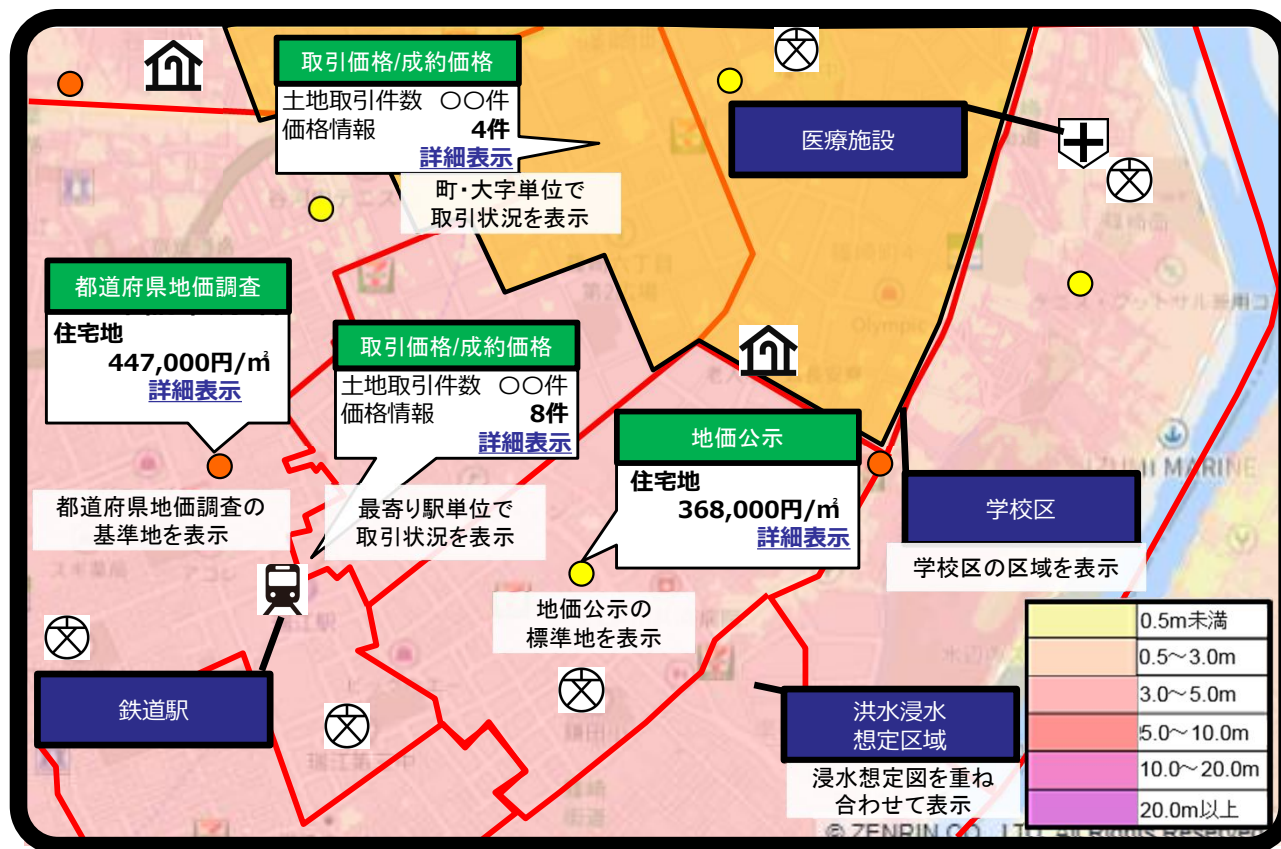 取引価格/成約価格
土地取引件数 〇〇件
価格情報 4件
詳細表示
町・大字単位で
取引状況を表示
医療施設
都道府県地価調査
住宅地
447,000円/㎡
詳細表示
都道府県地価調査の
基準地を表示
取引価格/成約価格
土地取引件数 〇〇件
価格情報 8件
詳細表示
最寄り駅単位で
取引状況を表示
Olympic
地価公示
住宅地
368,000円/㎡
詳細表示
地価公示の
標準地を表示
MARINE
学校区
学校区の区域を表示
鉄道駅
洪水浸水
想定区域
浸水想定図を重ね
合わせて表示
0.5m未満
0.5～3.0m
3.0～5.0m
5.0～10.0m
10.0～20.0m
20.0m以上
© ZENRIN CO., LTD. All Rights Reserved